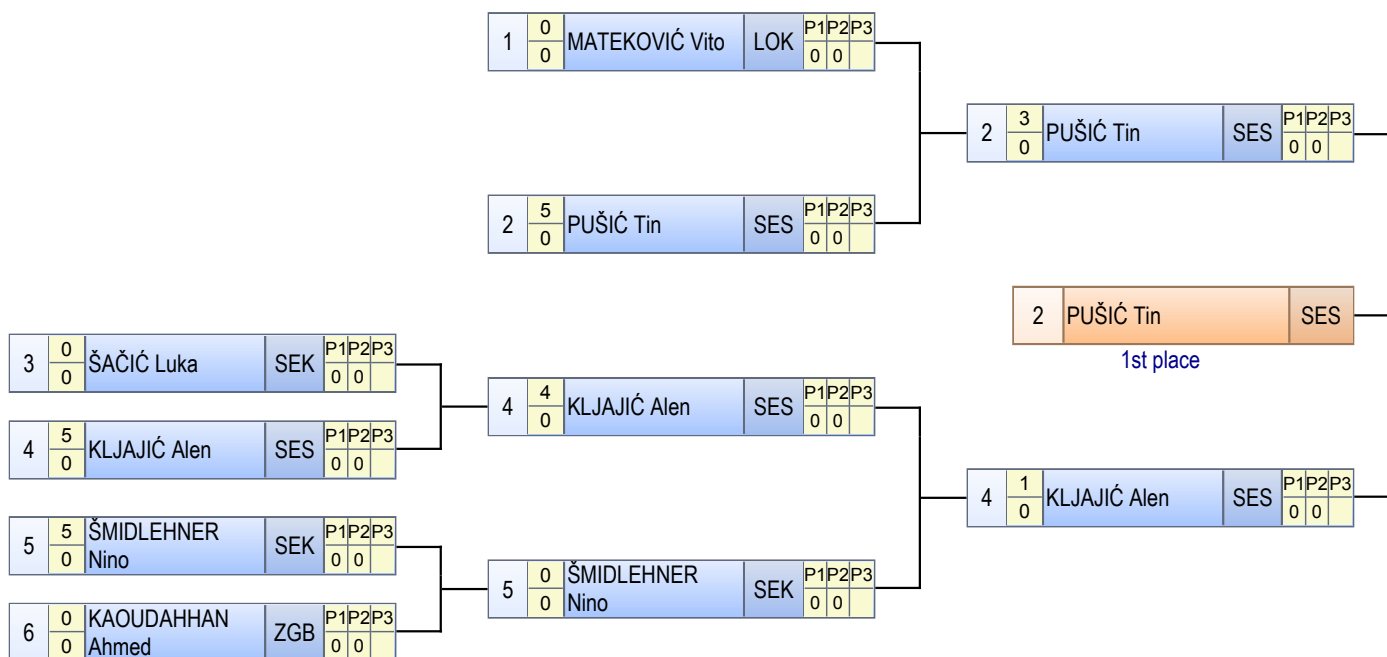 1 0 MATEKOVIĆ Vito LOK P1 P2 P3
0 0 0
2 3 PUŠIĆ Tin SES P1 P2 P3
0 0 0
2 5 PUŠIĆ Tin SES P1 P2 P3
0 0 0
2 PUŠIĆ Tin SES
1st place
3 0 ŠAČIĆ Luka SEK P1 P2 P3
0 0 0
4 4 KLJAJIĆ Alen SES P1 P2 P3
0 0 0
4 5 KLJAJIĆ Alen SES P1 P2 P3
0 0 0
4 1 KLJAJIĆ Alen SES P1 P2 P3
0 0 0
5 5 ŠMIDLEHNER SEK P1 P2 P3
0 Nino 0 0
5 0 ŠMIDLEHNER SEK P1 P2 P3
0 Nino 0 0
6 0 KAOUDAHHAN ZGB P1 P2 P3
0 Ahmed 0 0